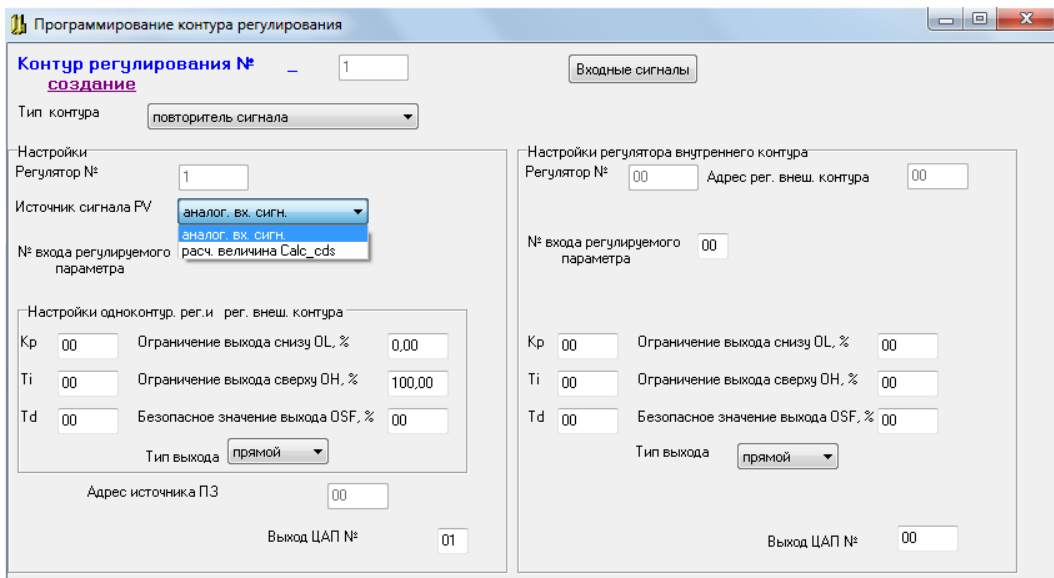 Программирование контура регулирования
Контур регулирования № _ 1
создание
Входные сигналы
Тип контура повторитель сигнала
Настройки
Регулятор № 1
Источник сигнала PV аналог. вх. сигн.
аналог. вх. сигн.
расч. величина Calc_cds
№ входа регулируемого
параметра
Настройки одноконтур. рег.и рег. внеш. контура
Кр 00 Ограничение выхода снизу OL, % 0,00
Ti 00 Ограничение выхода сверху OH, % 100,00
Td 00 Безопасное значение выхода OSF, % 00
Тип выхода прямой
Адрес источника ПЗ 00
Выход ЦАП № 01
Настройки регулятора внутреннего контура
Регулятор № 00 Адрес рег. внеш. контура 00
№ входа регулируемого 00
параметра
Кр 00 Ограничение выхода снизу OL, % 00
Ti 00 Ограничение выхода сверху OH, % 00
Td 00 Безопасное значение выхода OSF, % 00
Тип выхода прямой
Выход ЦАП № 00